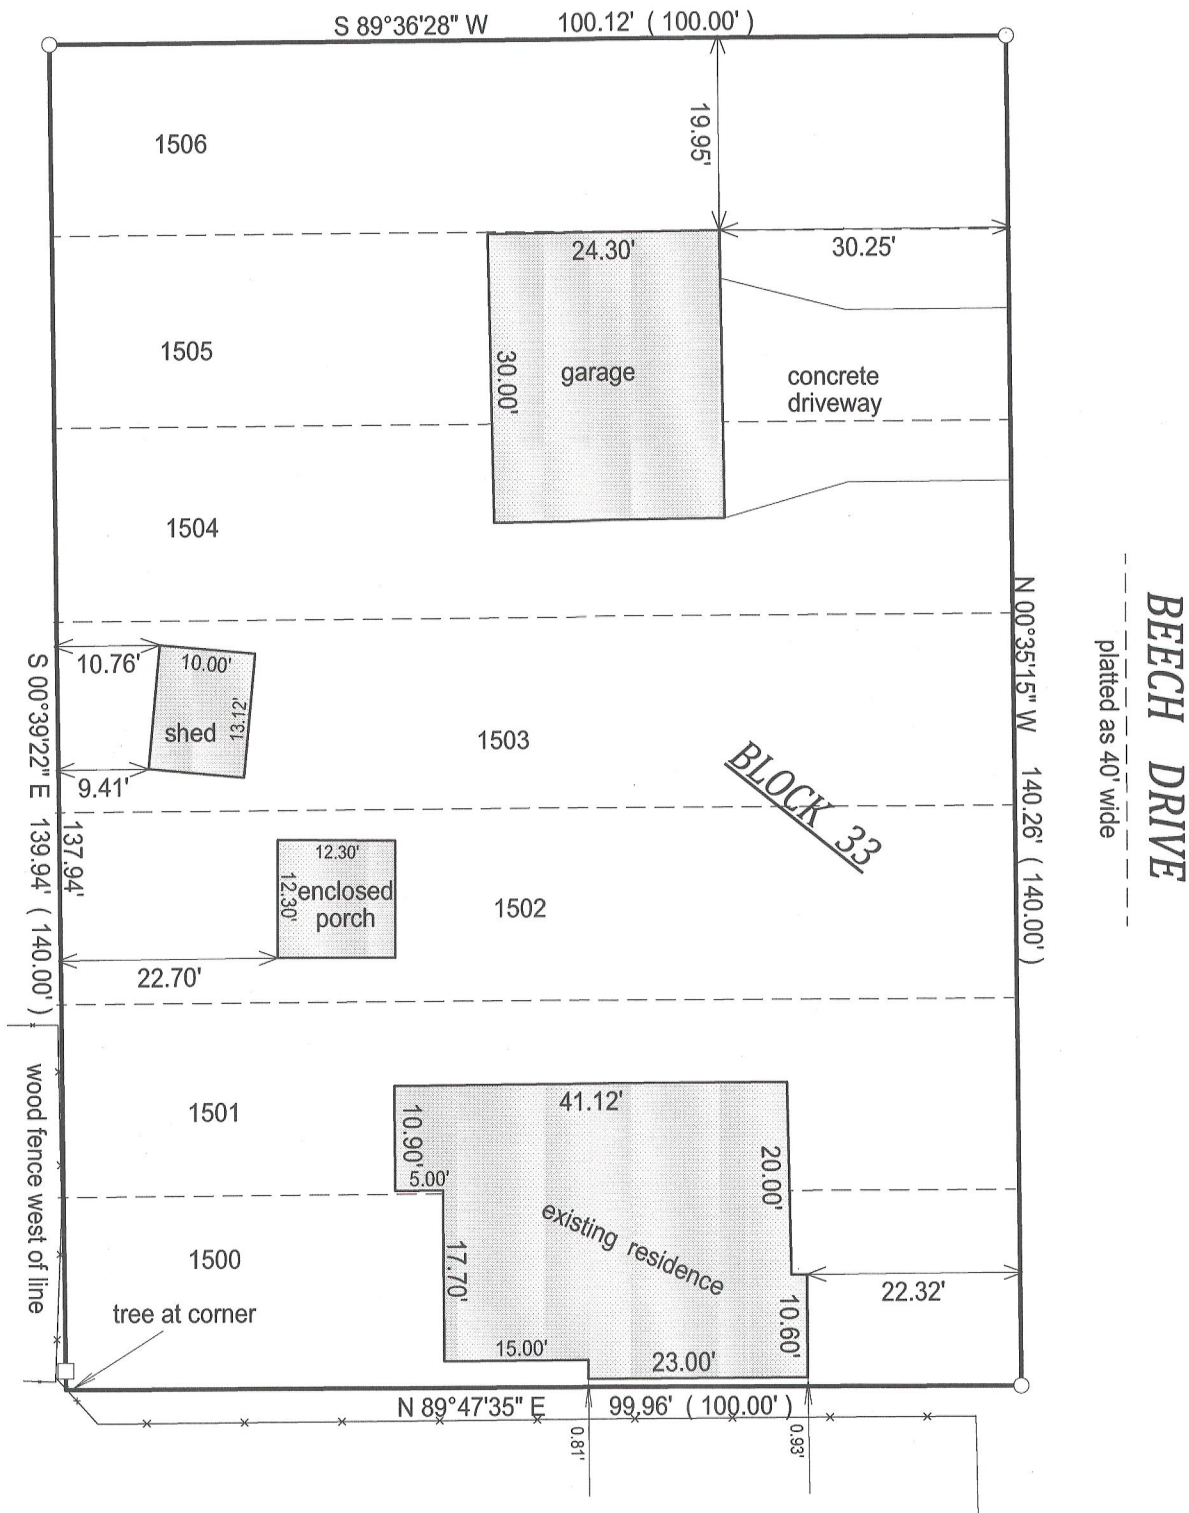 S 89°36'28" W 100.12' ( 100.00' )
19.95'
1506
24.30'
30.25'
1505
30.00'
garage
concrete
driveway
1504
BEECH DRIVE
platted as 40' wide
N 00°35'15" W 140.26' ( 140.00' )
10.76'
10.00'
13.12'
shed
9.41'
1503
BLOCK 33
S 00°39'22" E 139.94' ( 140.00' )
137.94'
12.30'
12.30'
enclosed
porch
1502
22.70'
wood fence west of line
1501
41.12'
10.90'
5.00'
20.00'
existing residence
1500
17.70'
22.32'
tree at corner
15.00'
10.60'
23.00'
N 89°47'35" E 99.96' ( 100.00' )
0.81'
0.93'